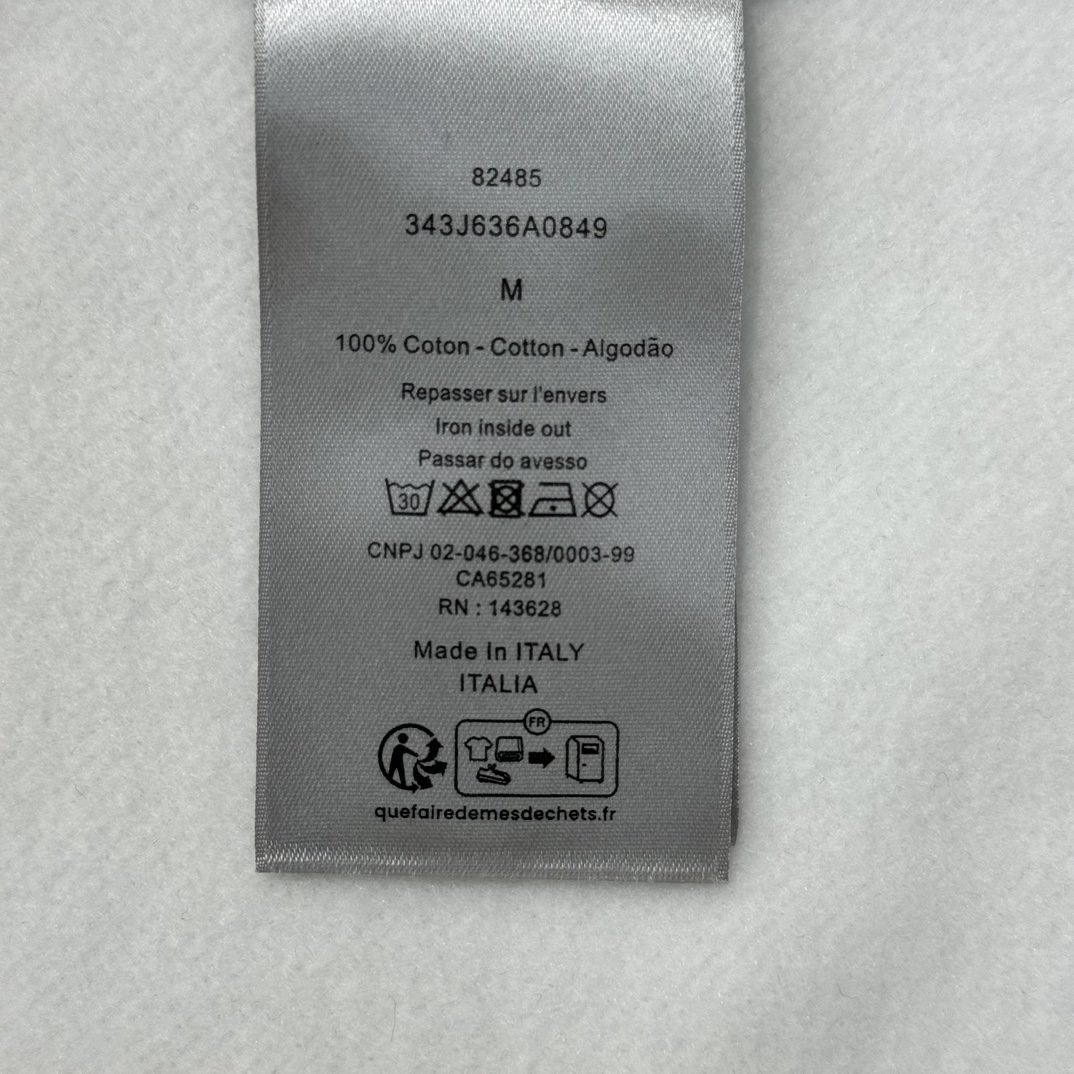 82485
343J636A0849
M
100% Coton - Cotton - Algodão
Repasser sur l'envers
Iron inside out
Passar do avesso
30
CNPJ 02-046-368/0003-99
CA65281
RN : 143628
Made In ITALY
ITALIA
FR
quefairedemesdechets.fr